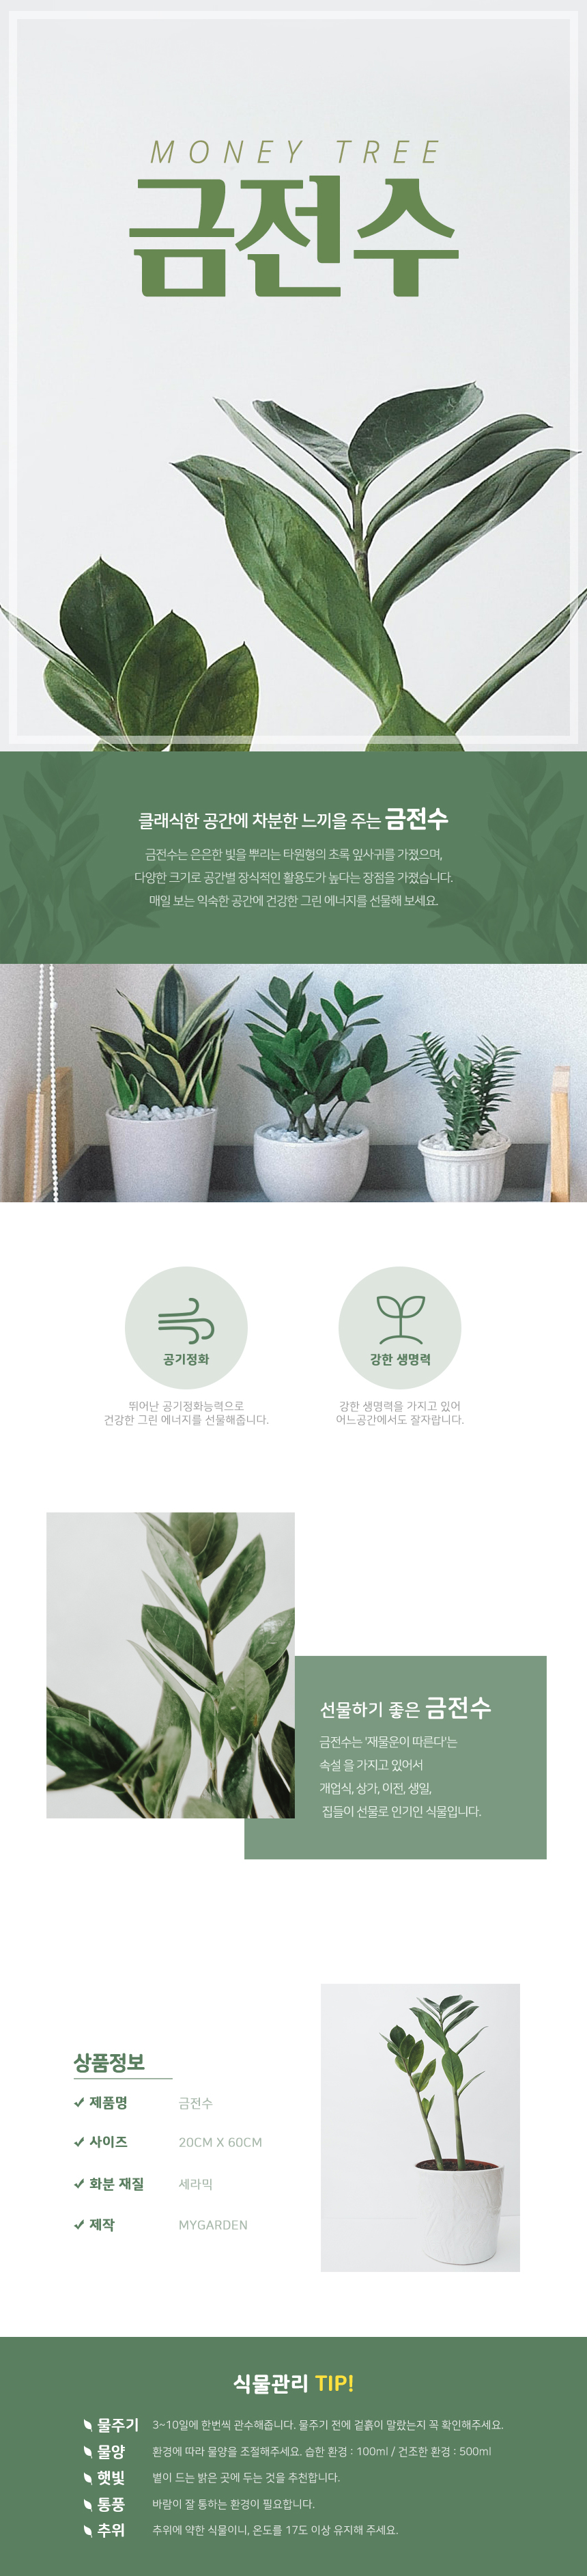 MONEY TREE
금전수
클래식한 공간에 차분한 느끼을 주는 금전수
금전수는 은은한 빛을 뿌리는 타원형의 초록 잎사귀를 가졌으며,
다양한 크기로 공간별 장식적인 활용도가 높다는 장점을 가졌습니다.
매일 보는 익숙한 공간에 건강한 그린 에너지를 선물해 보세요.
공기정화
뛰어난 공기정화능력으로
건강한 그린 에너지를 선물해줍니다.
강한 생명력
강한 생명력을 가지고 있어
어느공간에서도 잘자랍니다.
선물하기 좋은 금전수
금전수는 '재물운이 따른다'는
속설 을 가지고 있어서
개업식, 상가, 이전, 생일,
집들이 선물로 인기인 식물입니다.
상품정보
제품명 금전수
사이즈 20CM X 60CM
화분 재질 세라믹
제작 MYGARDEN
식물관리 TIP!
물주기 3~10일에 한번씩 관수해줍니다. 물주기 전에 겉흙이 말랐는지 꼭 확인해주세요.
물양 환경에 따라 물양을 조절해주세요. 습한 환경 : 100ml / 건조한 환경 : 500ml
햇빛 볕이 드는 밝은 곳에 두는 것을 추천합니다.
통풍 바람이 잘 통하는 환경이 필요합니다.
추위 추위에 약한 식물이니, 온도를 17도 이상 유지해 주세요.